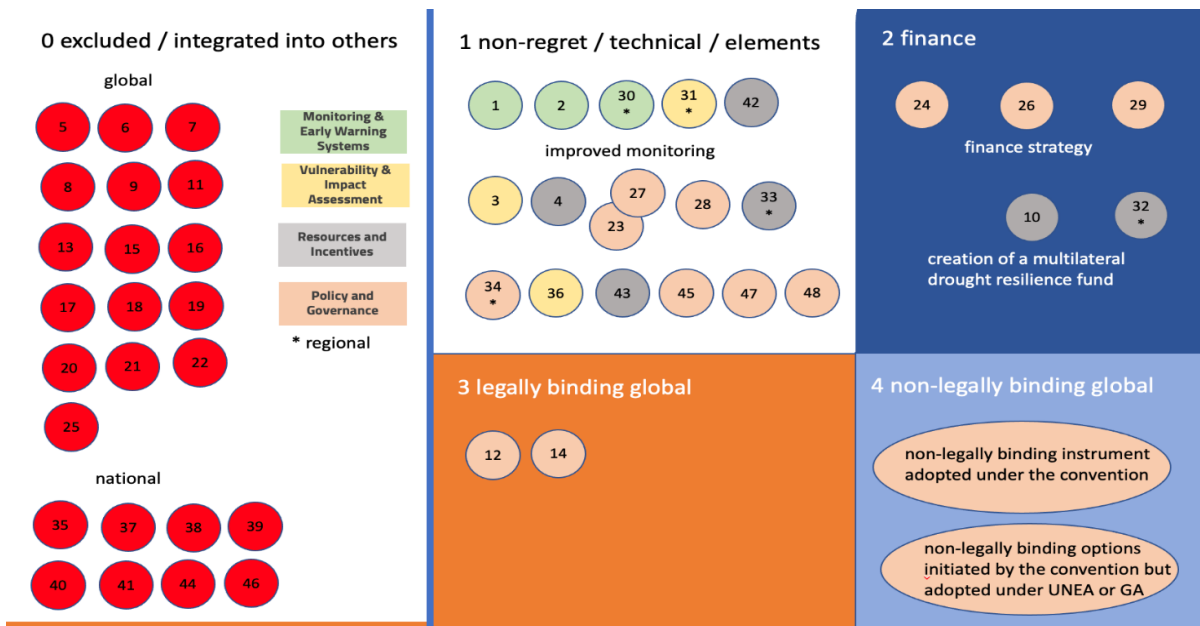 0 excluded / integrated into others
global
5 6 7
8 9 11
13 15 16
17 18 19
20 21 22
25
national
35 37 38 39
40 41 44 46
Monitoring &
Early Warning
Systems
Vulnerability &
Impact
Assessment
Resources and
Incentives
Policy and
Governance
* regional
1 non-regret / technical / elements
1 2 30 31 42
* *
improved monitoring
3 4 27 28 33
23 *
34 36 43 45 47 48
*
2 finance
24 26 29
finance strategy
10 32
*
creation of a multilateral
drought resilience fund
3 legally binding global
12 14
4 non-legally binding global
non-legally binding instrument
adopted under the convention
non-legally binding options
initiated by the convention but
adopted under UNEA or GA